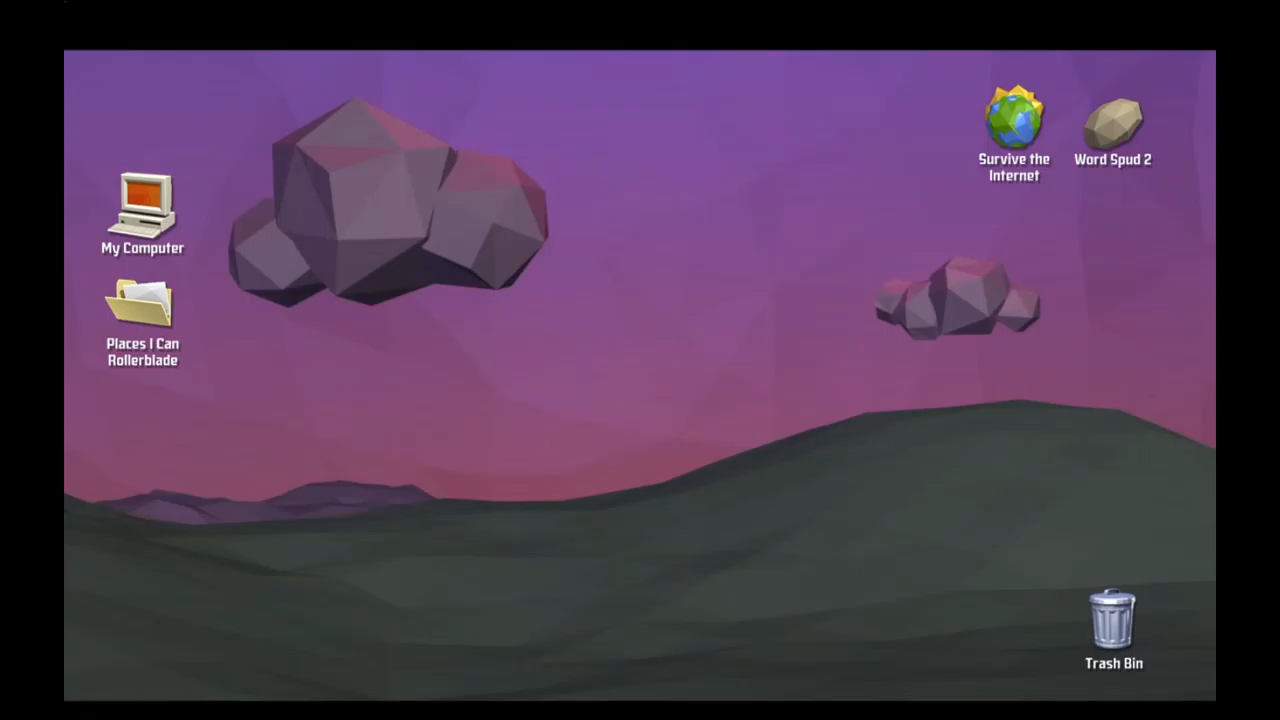 My Computer
Places I Can
Rollerblade
Survive the
Internet
Word Spud 2
Trash Bin